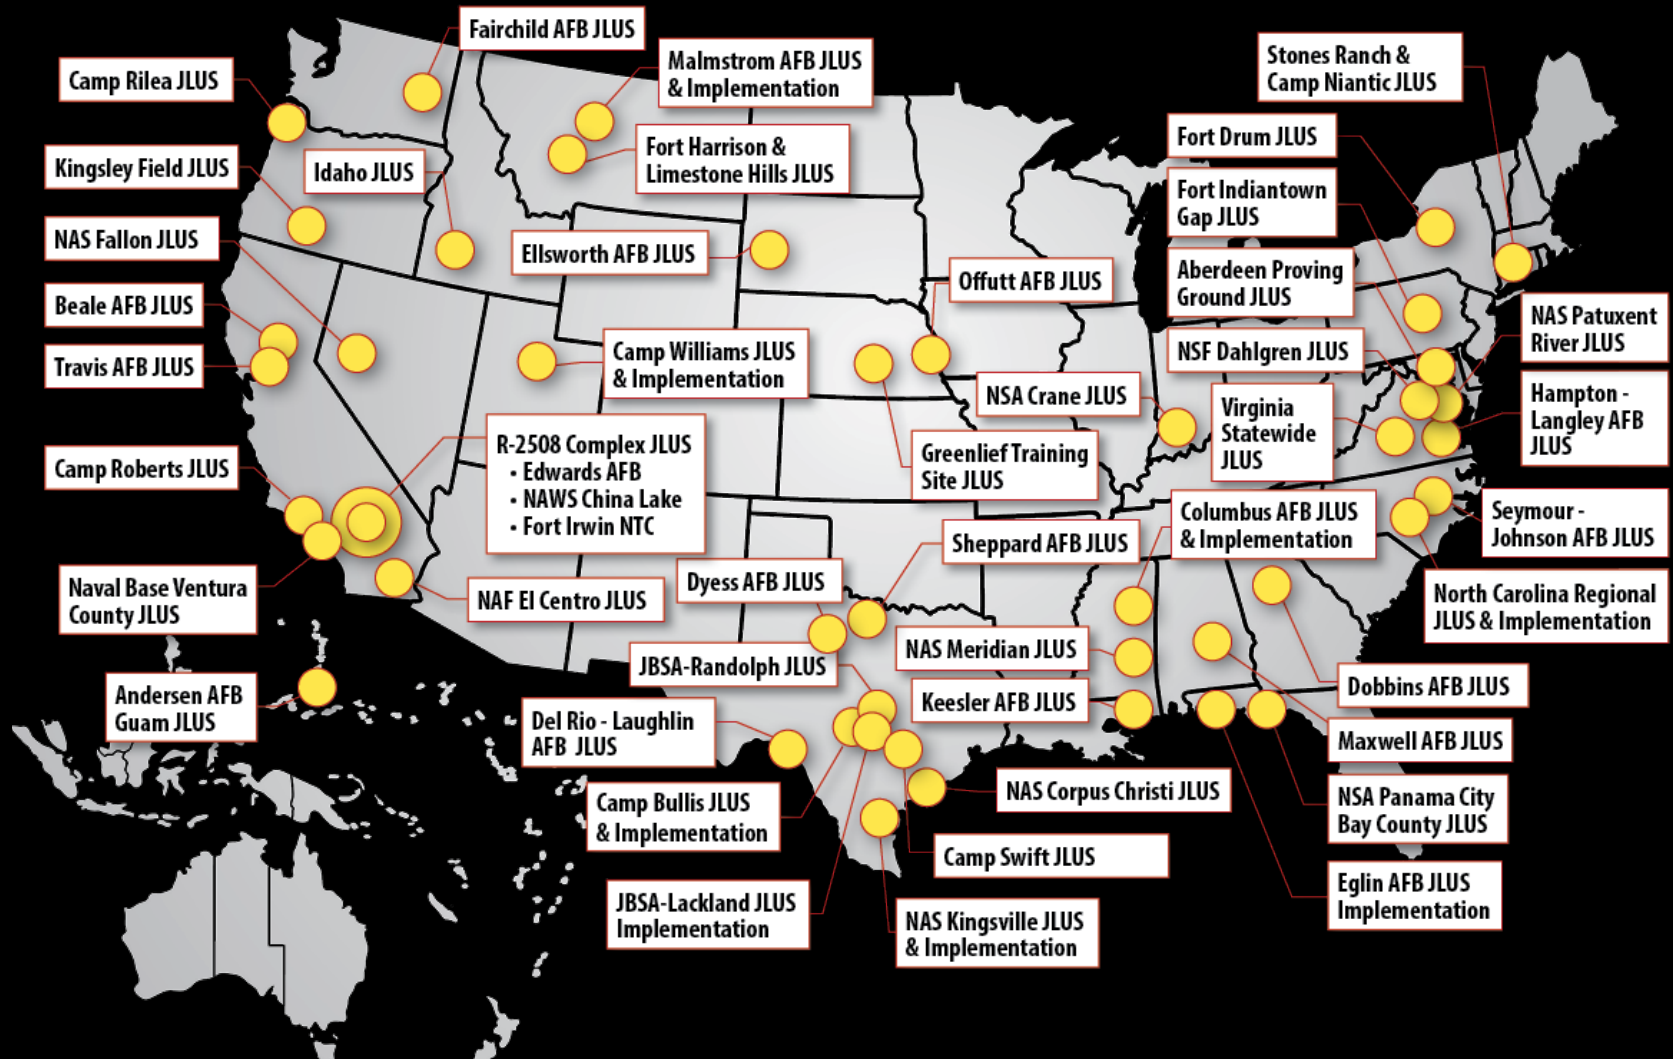 Fairchild AFB JLUS
Camp Rilea JLUS
Malmstrom AFB JLUS
& Implementation
Stones Ranch &
Camp Niantic JLUS
Kingsley Field JLUS
Idaho JLUS
Fort Harrison &
Limestone Hills JLUS
Fort Drum JLUS
Fort Indiantown
Gap JLUS
NAS Fallon JLUS
Ellsworth AFB JLUS
Offutt AFB JLUS
Aberdeen Proving
Ground JLUS
Beale AFB JLUS
NAS Patuxent
River JLUS
Travis AFB JLUS
Camp Williams JLUS
& Implementation
NSF Dahlgren JLUS
NSA Crane JLUS
Virginia
Statewide
JLUS
Hampton -
Langley AFB
JLUS
Camp Roberts JLUS
R-2508 Complex JLUS
• Edwards AFB
• NAWS China Lake
• Fort Irwin NTC
Greenlief Training
Site JLUS
Columbus AFB JLUS
& Implementation
Seymour -
Johnson AFB JLUS
Sheppard AFB JLUS
Naval Base Ventura
County JLUS
NAF El Centro JLUS
Dyess AFB JLUS
North Carolina Regional
JLUS & Implementation
JBSA-Randolph JLUS
NAS Meridian JLUS
Andersen AFB
Guam JLUS
Keesler AFB JLUS
Dobbins AFB JLUS
Del Rio - Laughlin
AFB JLUS
Maxwell AFB JLUS
Camp Bullis JLUS
& Implementation
NAS Corpus Christi JLUS
NSA Panama City
Bay County JLUS
Camp Swift JLUS
JBSA-Lackland JLUS
Implementation
NAS Kingsville JLUS
& Implementation
Eglin AFB JLUS
Implementation